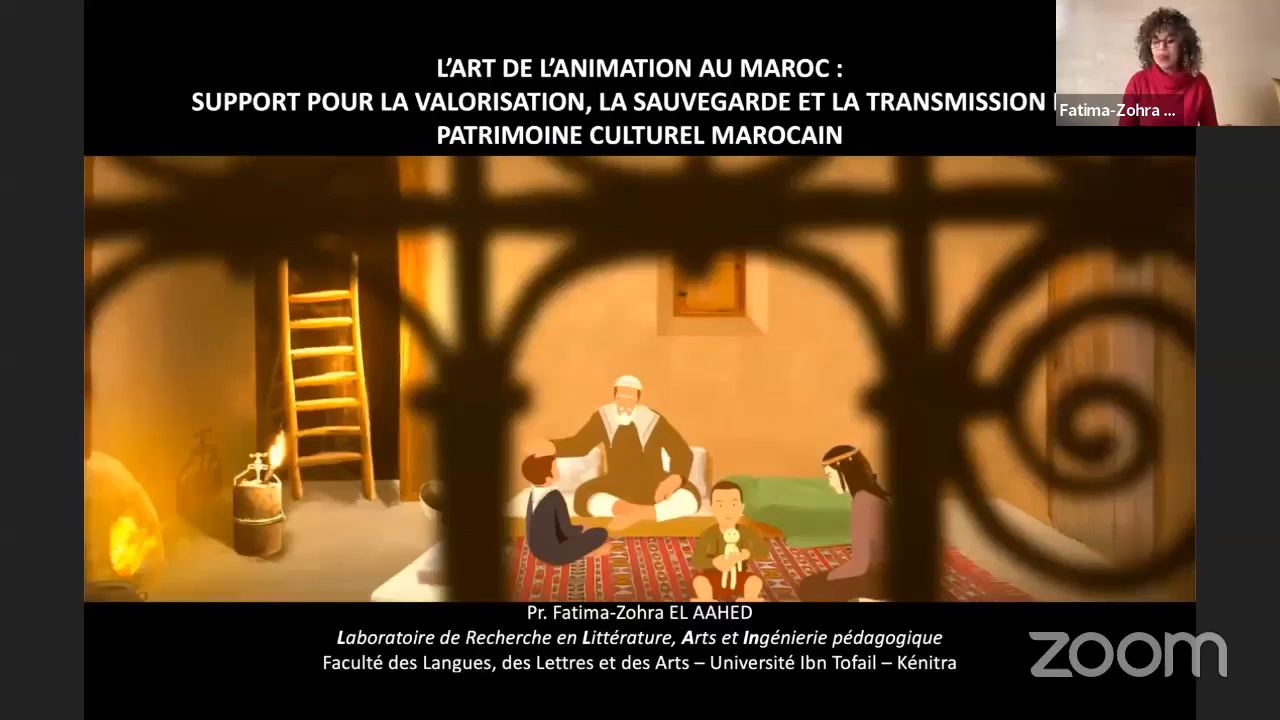 L'ART DE L'ANIMATION AU MAROC :
SUPPORT POUR LA VALORISATION, LA SAUVEGARDE ET LA TRANSMISSION
PATRIMOINE CULTUREL MAROCAIN
Fatima-Zohra ...
Pr. Fatima-Zohra EL AAHED
Laboratoire de Recherche en Littérature, Arts et Ingénierie pédagogique
Faculté des Langues, des Lettres et des Arts – Université Ibn Tofail – Kénitra
zoom